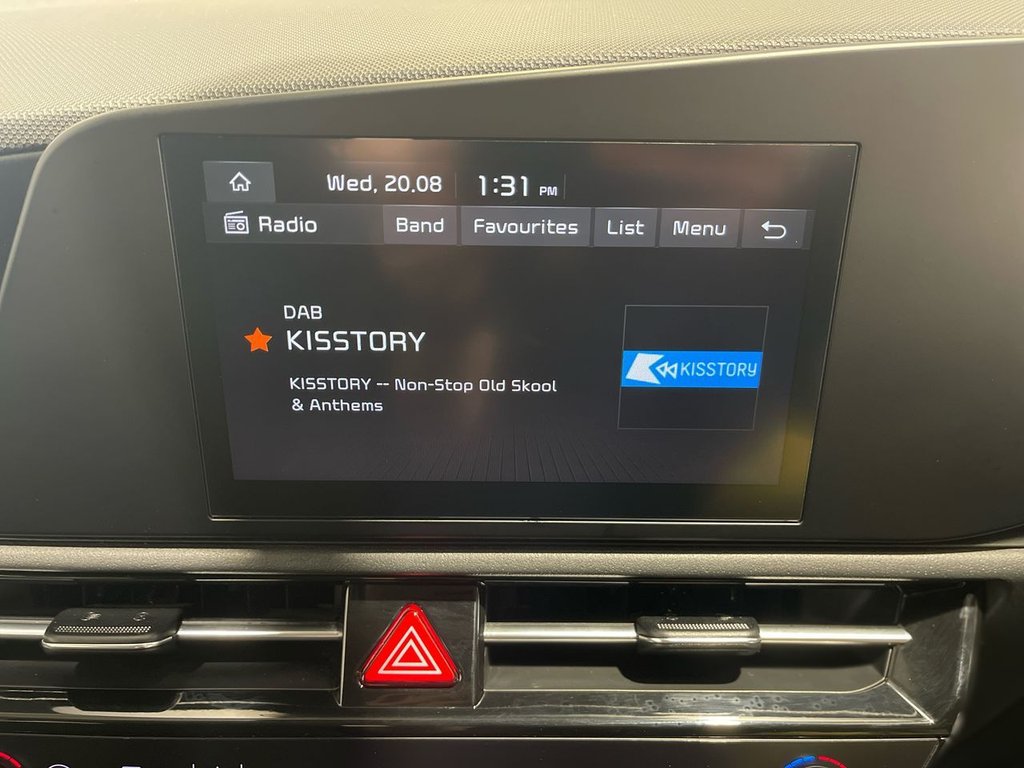 Wed, 20.08 1:31 PM
Radio Band Favourites List Menu
DAB
KISSTORY
KISSTORY -- Non-Stop Old Skool
& Anthems
KISSTORY